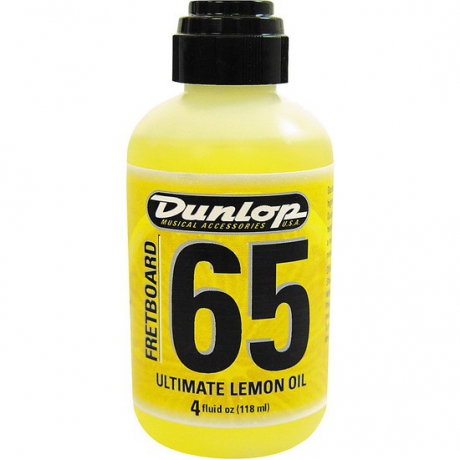 Dunlop
MUSICAL ACCESSORIES U.S.A.
FRETBOARD
65
ULTIMATE LEMON OIL
4 fluid oz (118 ml)